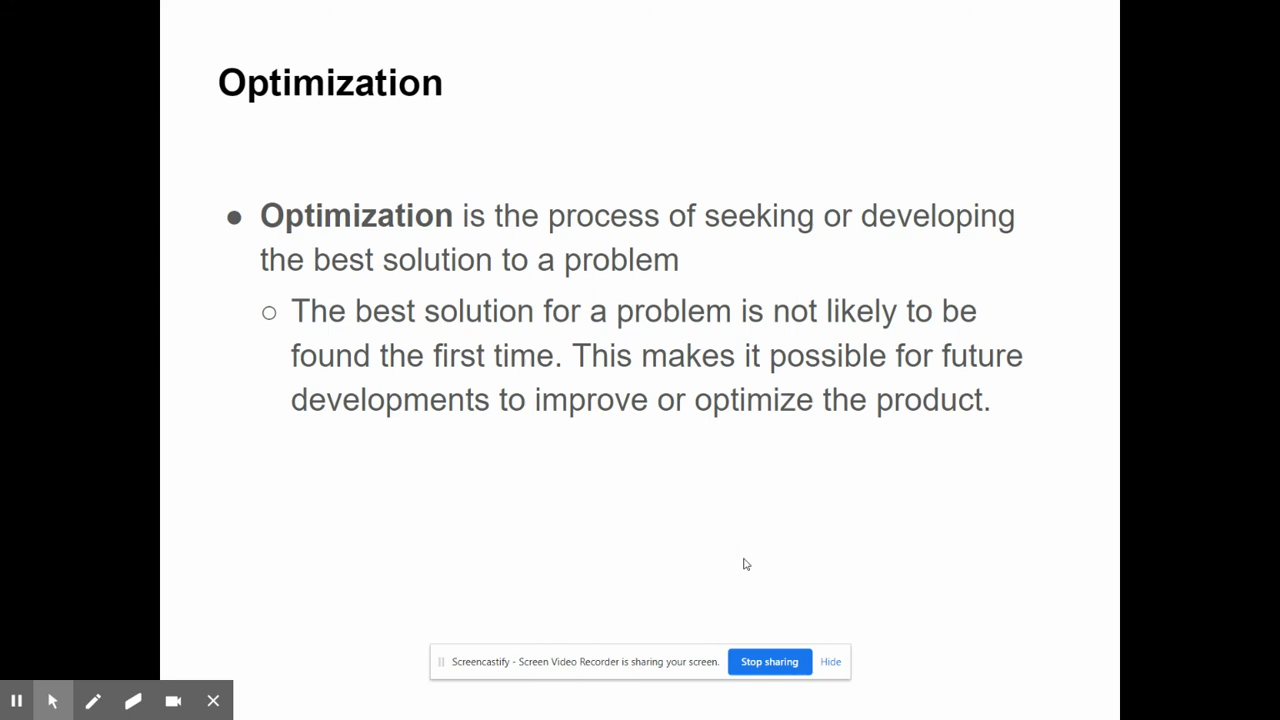 Optimization
● Optimization is the process of seeking or developing
the best solution to a problem
○ The best solution for a problem is not likely to be
found the first time. This makes it possible for future
developments to improve or optimize the product.
Screencastify - Screen Video Recorder is sharing your screen. Stop sharing Hide